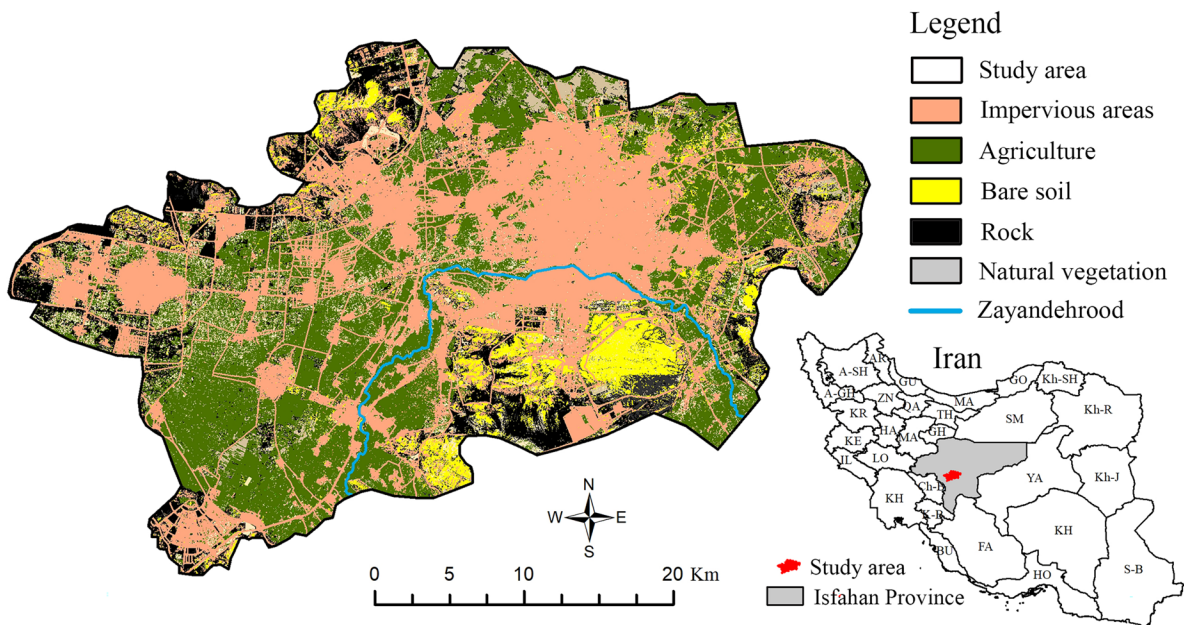 Legend
Study area
Impervious areas
Agriculture
Bare soil
Rock
Natural vegetation
Zayandehrood
N
W E
S
0 5 10 20 Km
Iran
A-SH
AR
GU
A-GH
ZN
KR
QA
MA
GO
Kh-SH
Kh-R
SM
TH
HA
MAC
GH
KE
LO
IL
YA
Kh-J
KH
KH
BU
FA
HO
S-B
Study area
Isfahan Province